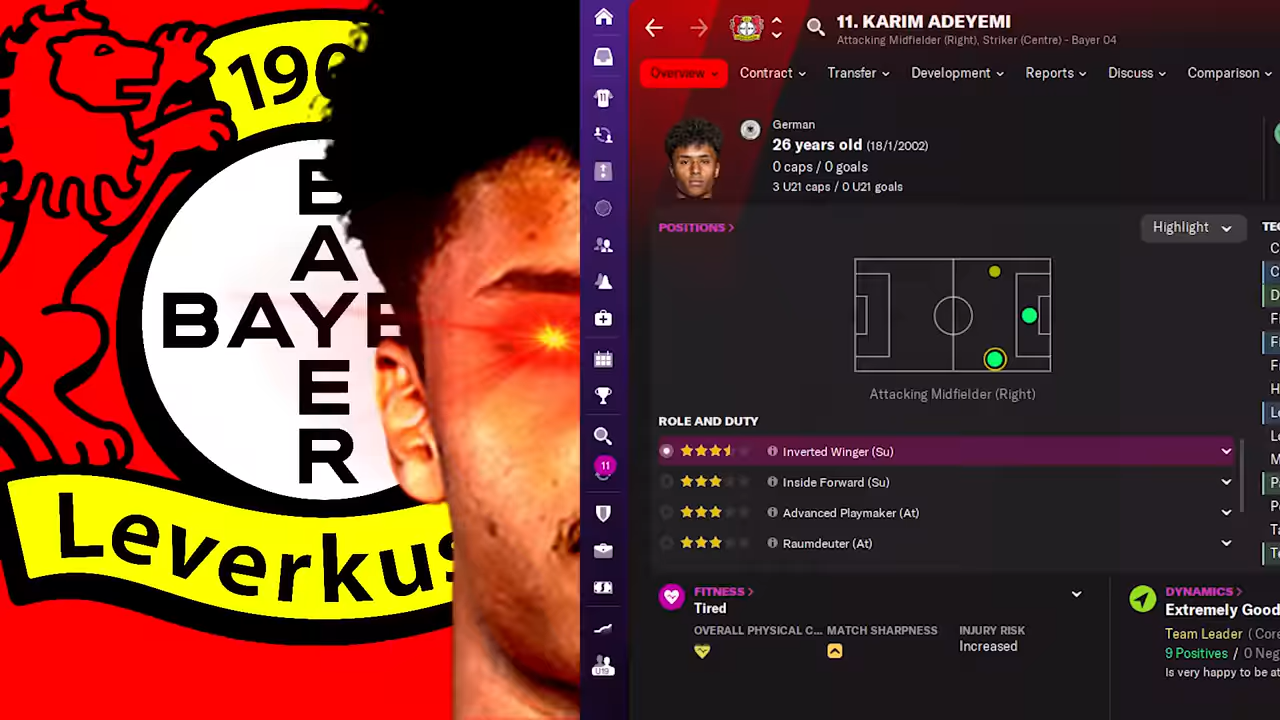 190
BAYER
BAYE
Leverkus
11. KARIM ADEYEMI
Attacking Midfielder (Right), Striker (Centre) - Bayer 04
Overview
Contract
Transfer
Development
Reports
Discuss
Comparison
German
26 years old (18/1/2002)
0 caps / 0 goals
3 U21 caps / 0 U21 goals
POSITIONS
Highlight
Attacking Midfielder (Right)
ROLE AND DUTY
Inverted Winger (Su)
Inside Forward (Su)
Advanced Playmaker (At)
Raumdeuter (At)
11
11
U19
FITNESS
Tired
OVERALL PHYSICAL C... MATCH SHARPNESS INJURY RISK
Increased
DYNAMICS
Extremely Good
Team Leader (Core
9 Positives / 0 Neg
Is very happy to be at